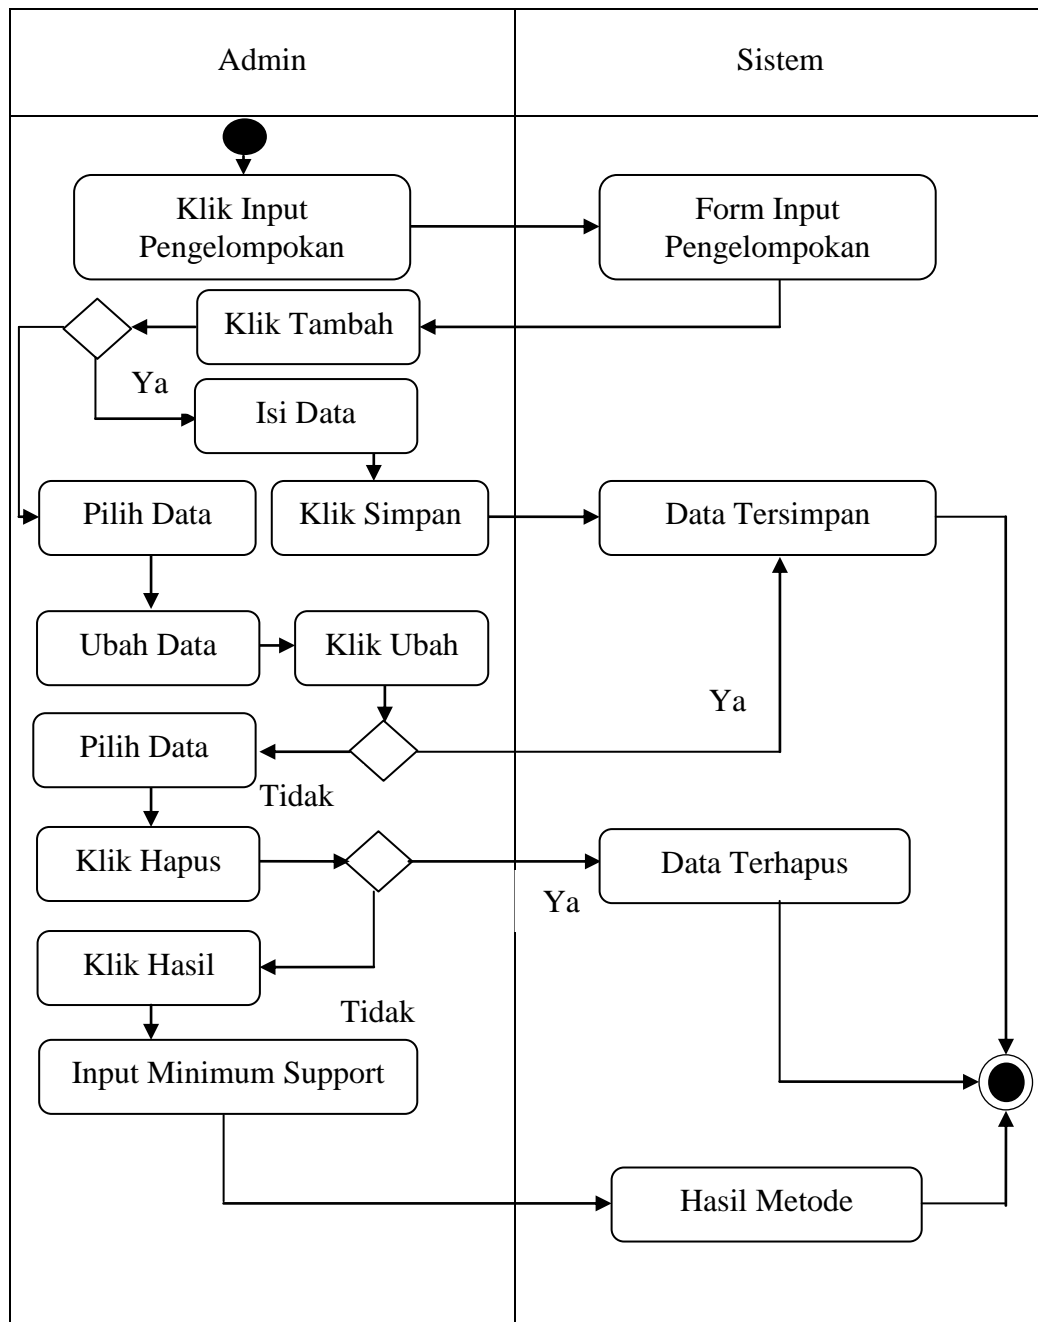 Admin
Sistem
Klik Input
Pengelompokan
Form Input
Pengelompokan
Klik Tambah
Ya
Isi Data
Pilih Data
Klik Simpan
Data Tersimpan
Ubah Data
Klik Ubah
Ya
Pilih Data
Tidak
Klik Hapus
Data Terhapus
Ya
Klik Hasil
Tidak
Input Minimum Support
Hasil Metode